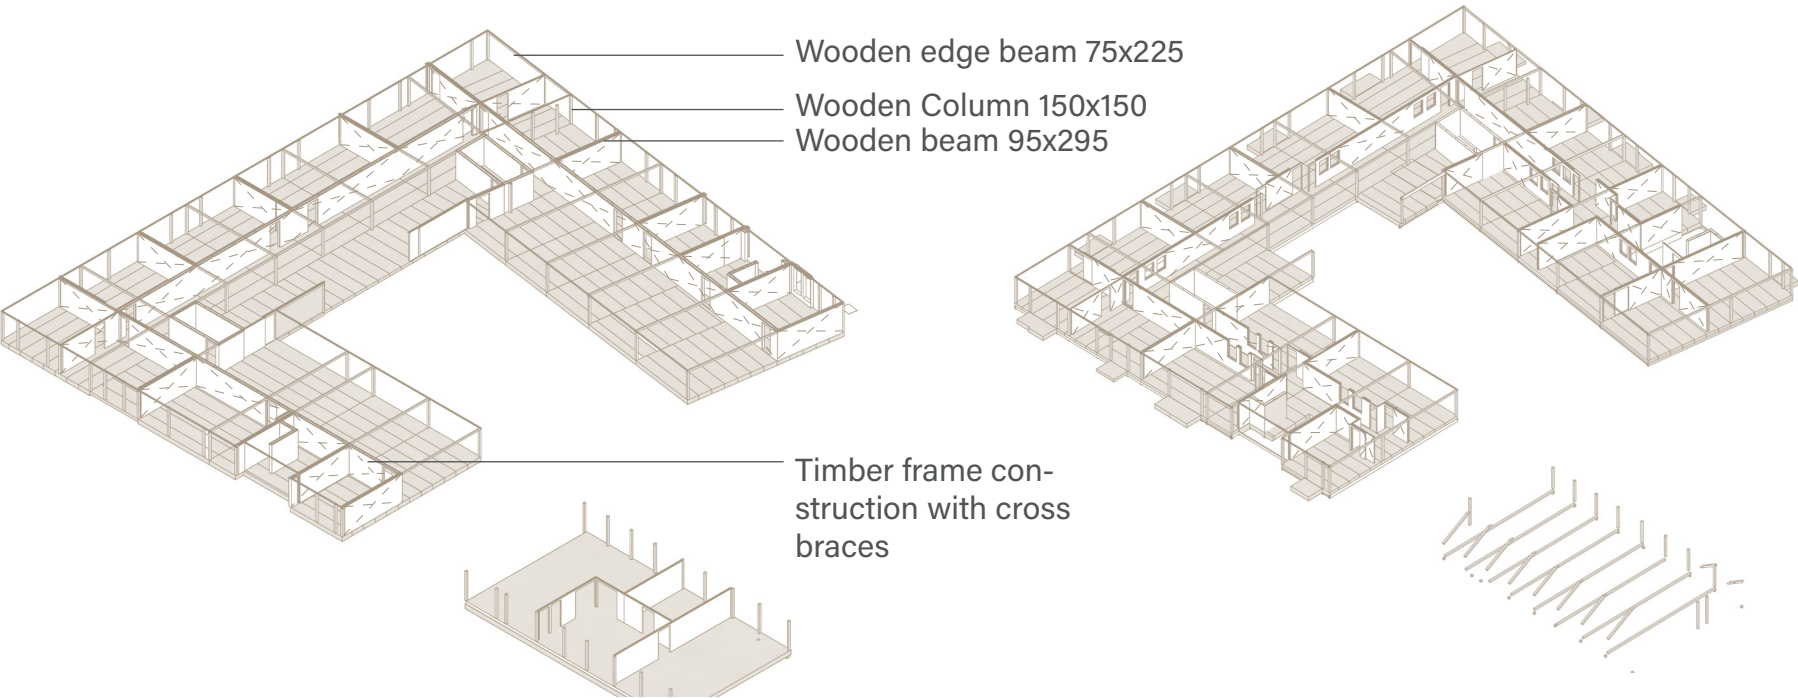 Wooden edge beam 75x225
Wooden Column 150x150
Wooden beam 95x295
Timber frame con-
struction with cross
braces